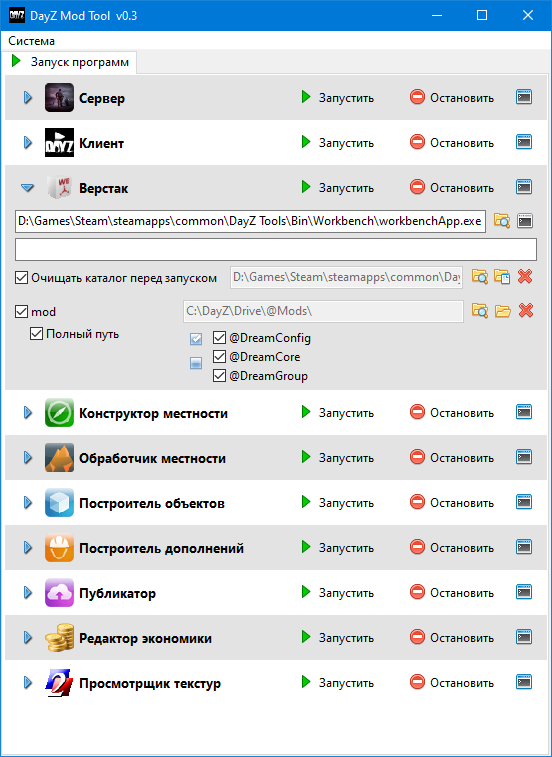 DayZ Mod Tool v0.3
Система
Запуск программ
Сервер Запустить Остановить
Клиент Запустить Остановить
Верстак Запустить Остановить
D:\Games\Steam\steamapps\common\DayZ Tools\Bin\Workbench\workbenchApp.exe
Очищать каталог перед запуском D:\Games\Steam\steamapps\common\Da
mod C:\DayZ\Drive\@Mods\
Полный путь @DreamConfig
@DreamCore
@DreamGroup
Конструктор местности Запустить Остановить
Обработчик местности Запустить Остановить
Построитель объектов Запустить Остановить
Построитель дополнений Запустить Остановить
Публикатор Запустить Остановить
Редактор экономики Запустить Остановить
Просмотрщик текстур Запустить Остановить